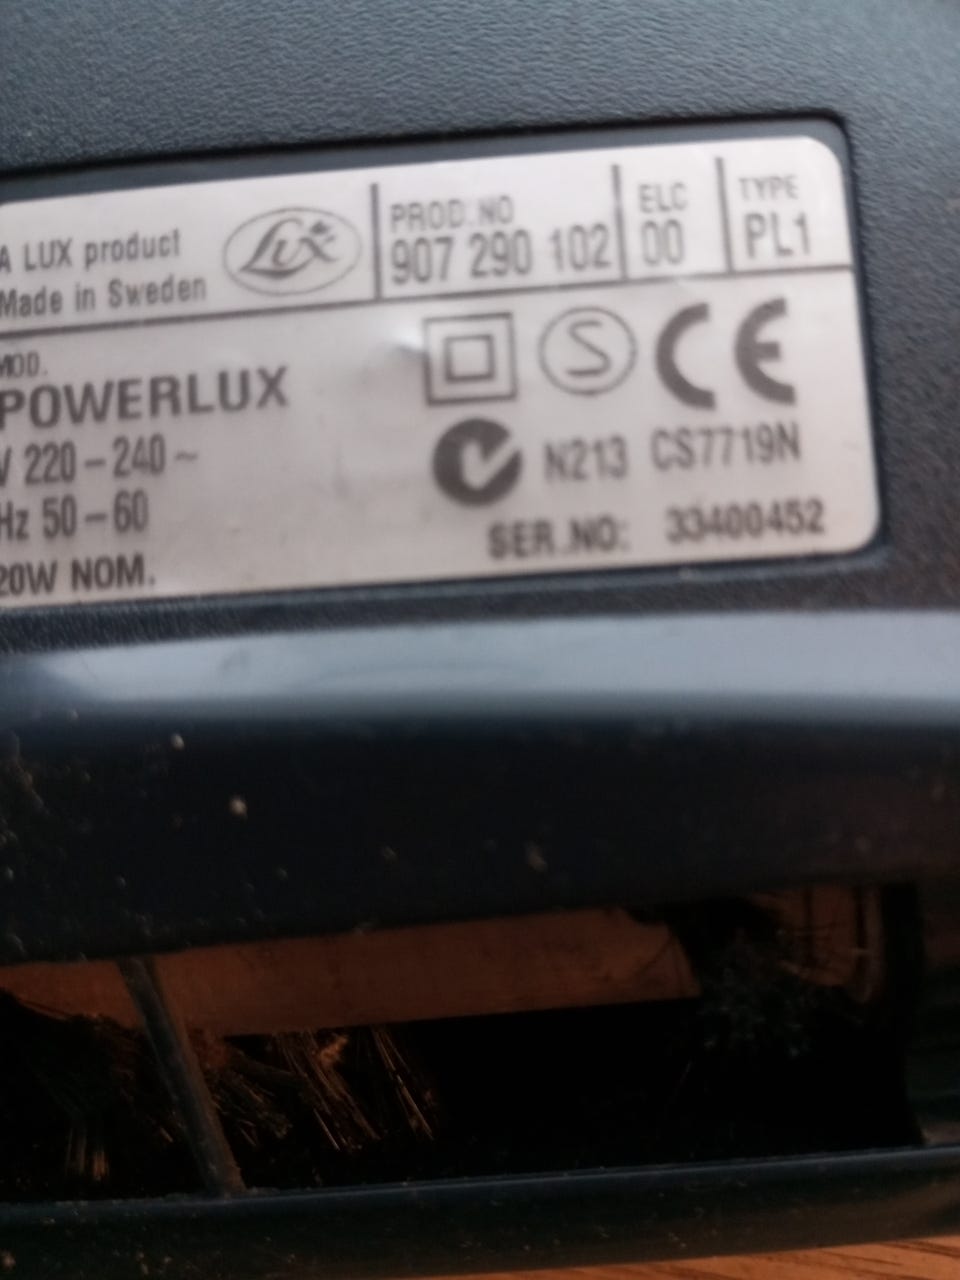 A LUX product
Made in Sweden
Lux
PROD.NO
907 290 102
ELC
00
TYPE
PL1
MOD.
POWERLUX
V 220-240~
Hz 50-60
20W NOM.
S
CE
N213 CS7719N
SER.NO: 33400452